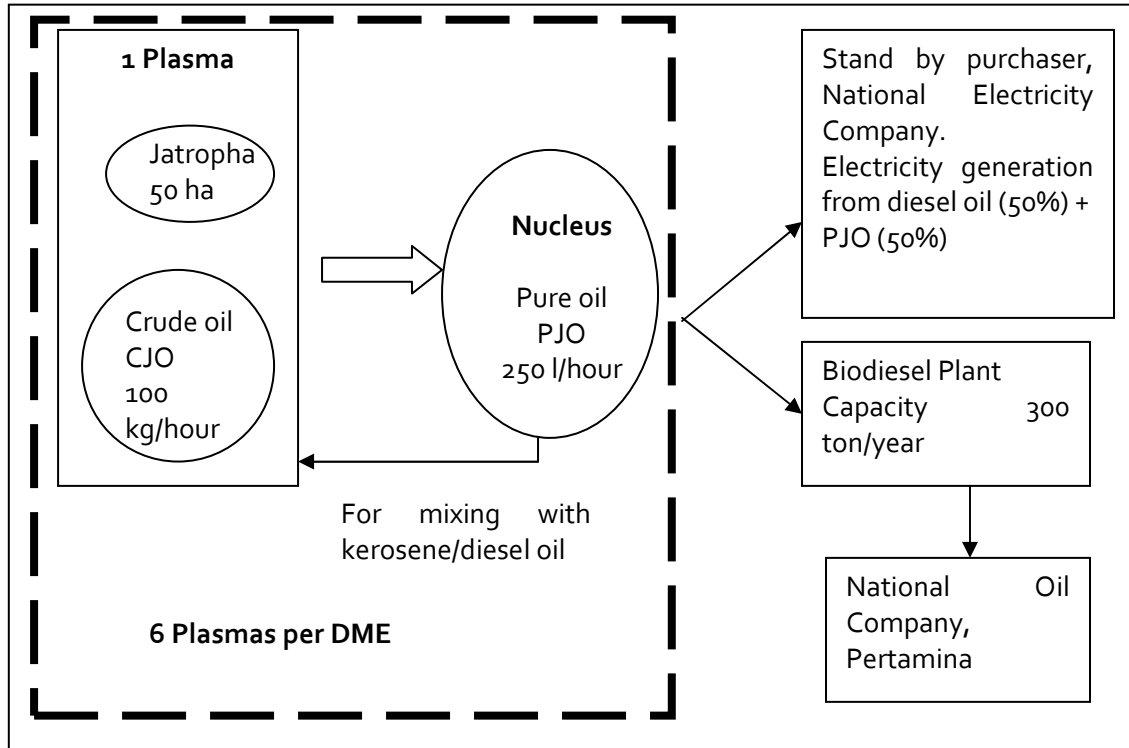 1 Plasma
Jatropha
50 ha
Crude oil
CJO
100
kg/hour
Nucleus
Pure oil
PJO
250 l/hour
For mixing with
kerosene/diesel oil
6 Plasmas per DME
Stand by purchaser,
National Electricity
Company.
Electricity generation
from diesel oil (50%) +
PJO (50%)
Biodiesel Plant
Capacity 300
ton/year
National Oil
Company,
Pertamina